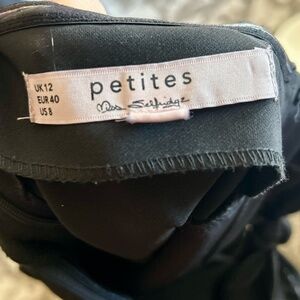 petites
Miss Selfridge
UK 12
EUR 40
US 8